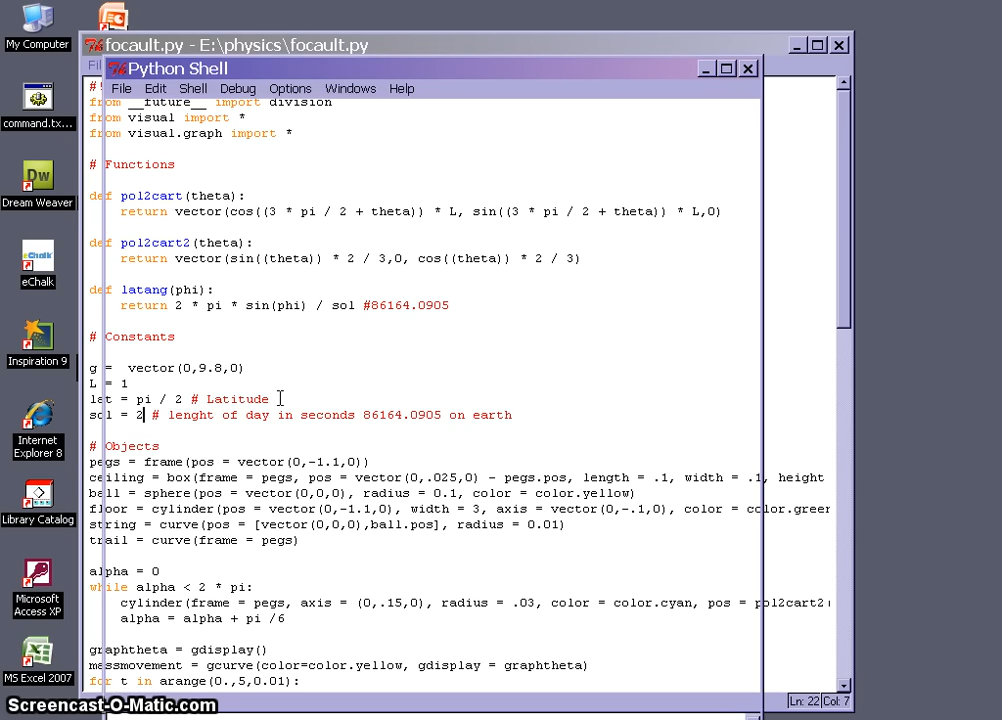 My Computer
command.tx...
Dw
Dream Weaver
eChalk
eChalk
Inspiration 9
Internet
Explorer 8
Library Catalog
Microsoft
Access XP
MS Excel 2007
focault.py - E:\physics\focault.py
Python Shell
File Edit Shell Debug Options Windows Help
from __future__ import division
from visual import *
from visual.graph import *
# Functions
def pol2cart(theta):
return vector(cos((3 * pi / 2 + theta)) * L, sin((3 * pi / 2 + theta)) * L,0)
def pol2cart2(theta):
return vector(sin((theta)) * 2 / 3,0, cos((theta)) * 2 / 3)
def latang(phi):
return 2 * pi * sin(phi) / sol #86164.0905
# Constants
g =  vector(0,9.8,0)
L = 1
lat = pi / 2 # Latitude
sol = 2 # lenght of day in seconds 86164.0905 on earth
# Objects
pegs = frame(pos = vector(0,-1.1,0))
ceiling = box(frame = pegs, pos = vector(0,.025,0) - pegs.pos, length = .1, width = .1, height
ball = sphere(pos = vector(0,0,0), radius = 0.1, color = color.yellow)
floor = cylinder(pos = vector(0,-1.1,0), width = 3, axis = vector(0,-.1,0), color = color.green
string = curve(pos = [vector(0,0,0),ball.pos], radius = 0.01)
trail = curve(frame = pegs)
alpha = 0
while alpha < 2 * pi:
cylinder(frame = pegs, axis = (0,.15,0), radius = .03, color = color.cyan, pos = pol2cart2(
alpha = alpha + pi /6
graphtheta = gdisplay()
massmovement = gcurve(color=color.yellow, gdisplay = graphtheta)
for t in arange(0.,5,0.01):
Ln: 22 Col: 7
Screencast-O-Matic.com